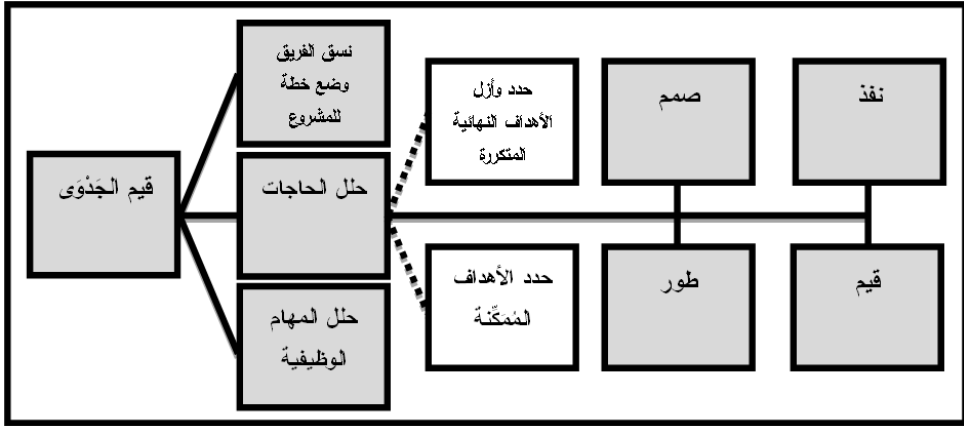 قيم الجَدْوَى
نسق الفريق
وضع خطة
للمشروع
حلل الحاجات
حلل المهام
الوظيفية
حدد وأزل
الأهداف النهائية
المتكررة
حدد الأهداف
المُمَكِّنة
صمم
طور
نفذ
قيم